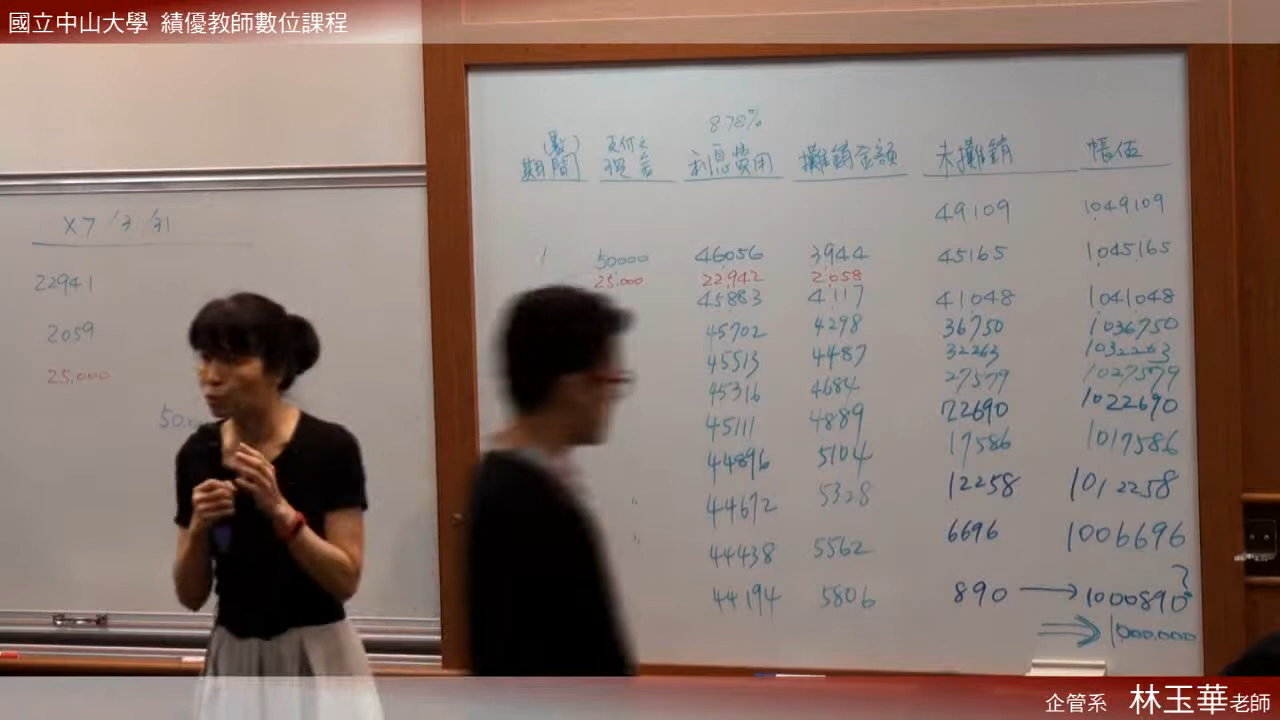 國立中山大學 績優教師數位課程
X7 /3 /31
22941
2059
25.000
878%
(數) 支付之
期間 現金 利息費用 攤銷金額 未攤銷 帳值
49109 1049109
1 50000 46056 3944 45165 1045165
25.000 22.942 2.058
45883 4117 41048 1041048
45702 4298 36750 1036750
45513 4487 32263 1032263
45316 4684 27579 1027579
45111 4889 22690 1022690
44896 5104 17586 1017586
44672 5328 12258 1012258
44438 5562 6696 1006696
44194 5806 890 → 1000890?
⇒ 1000.000
企管系 林玉華老師